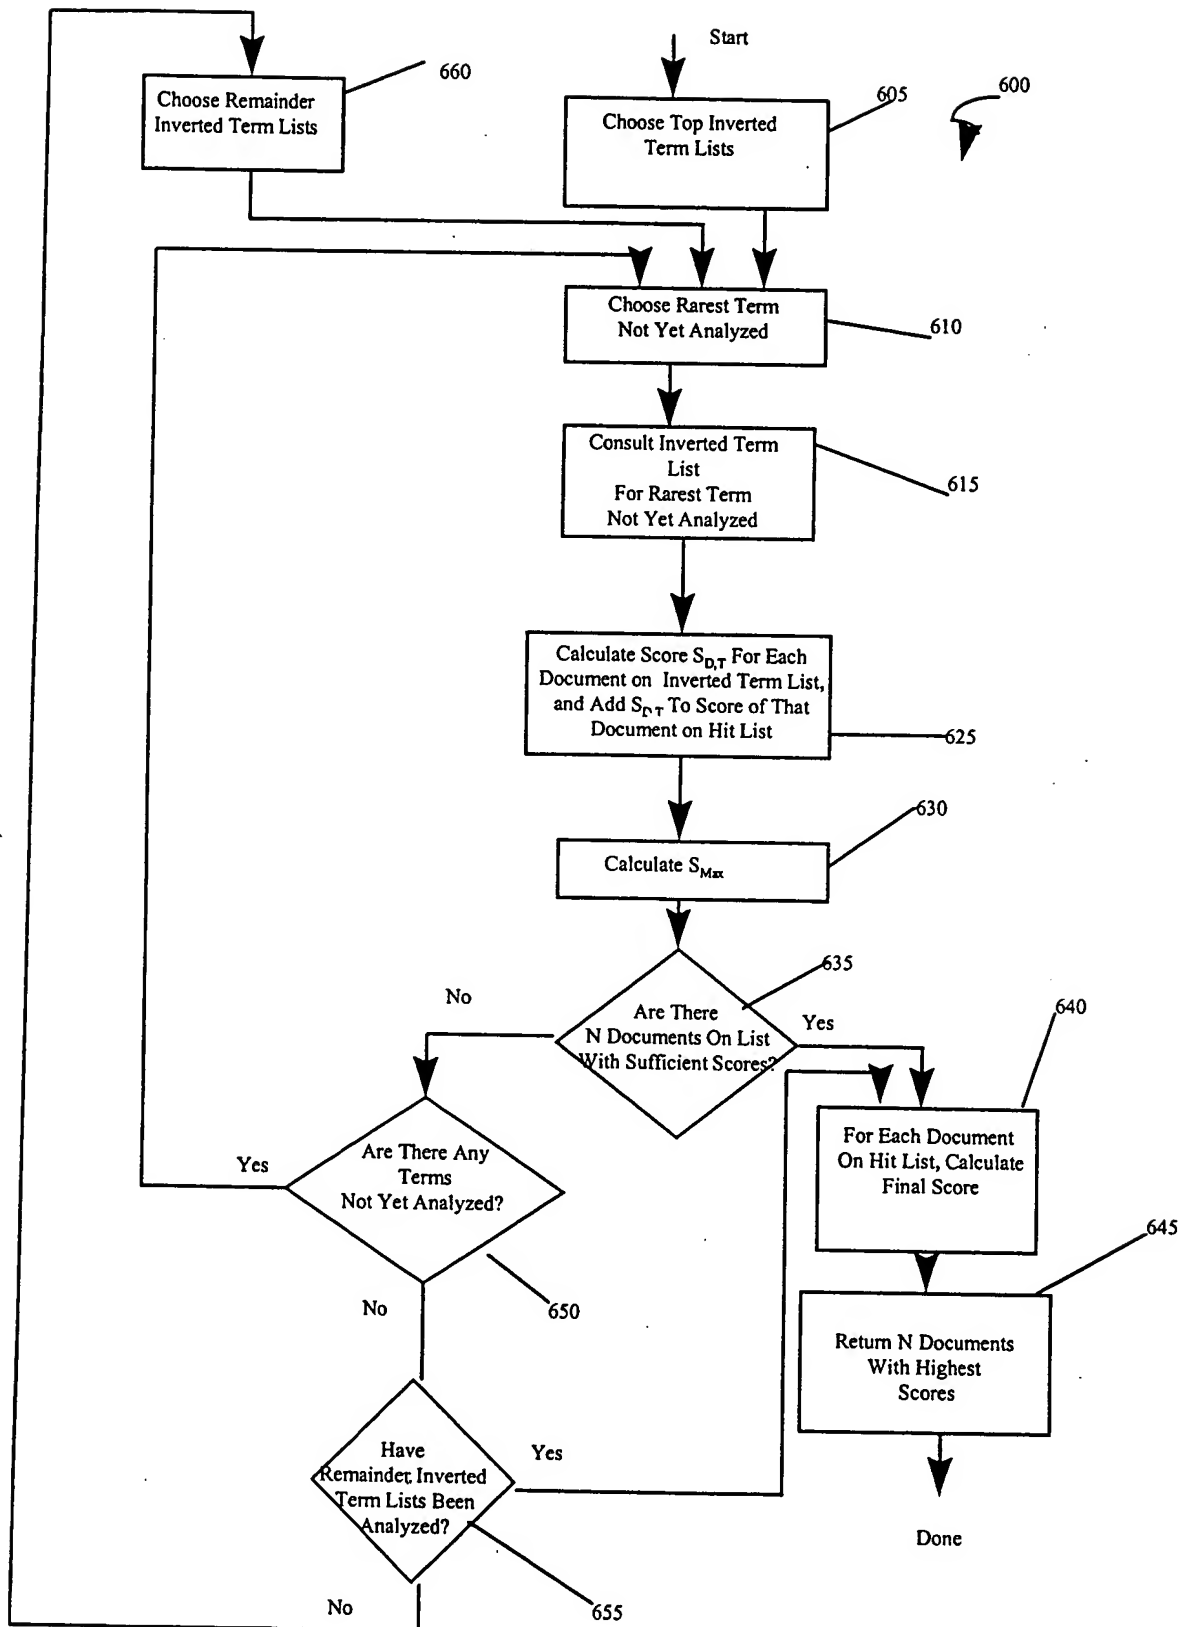 Start
660
605
600
Choose Remainder
Inverted Term Lists
Choose Top Inverted
Term Lists
Choose Rarest Term
Not Yet Analyzed
610
Consult Inverted Term
List
For Rarest Term
Not Yet Analyzed
615
Calculate Score S_D,T For Each
Document on Inverted Term List,
and Add S_D,T To Score of That
Document on Hit List
625
630
Calculate S_Max
635
No
Are There
N Documents On List
With Sufficient Scores?
Yes
640
For Each Document
On Hit List, Calculate
Final Score
Yes
Are There Any
Terms
Not Yet Analyzed?
645
No
650
Return N Documents
With Highest
Scores
Have
Remainder Inverted
Term Lists Been
Analyzed?
Yes
Done
No
655